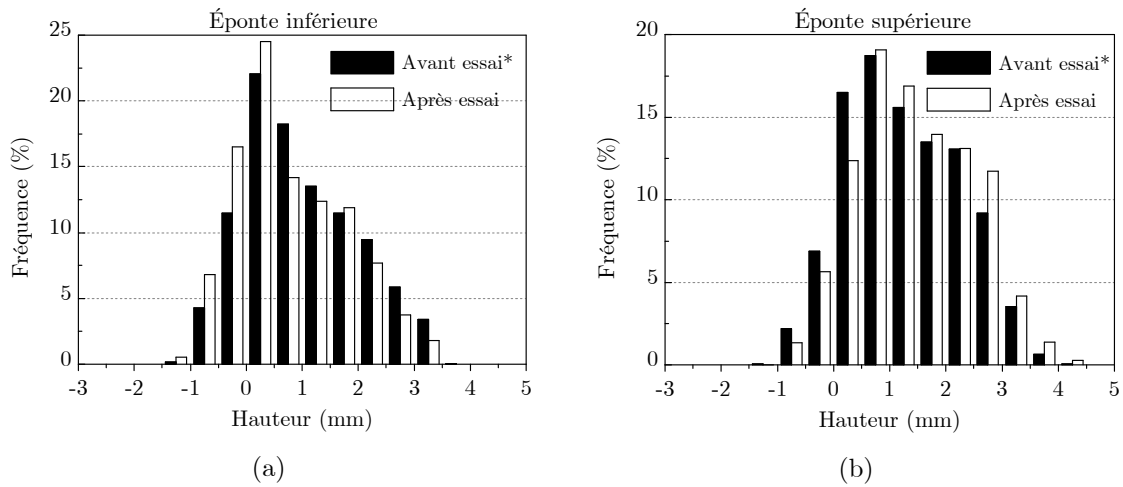 Éponte inférieure
25
20
15
10
5
0
Fréquence (%)
Avant essai*
Après essai
-3 -2 -1 0 1 2 3 4 5
Hauteur (mm)
(a)
Éponte supérieure
20
15
10
5
0
Fréquence (%)
Avant essai*
Après essai
-3 -2 -1 0 1 2 3 4 5
Hauteur (mm)
(b)